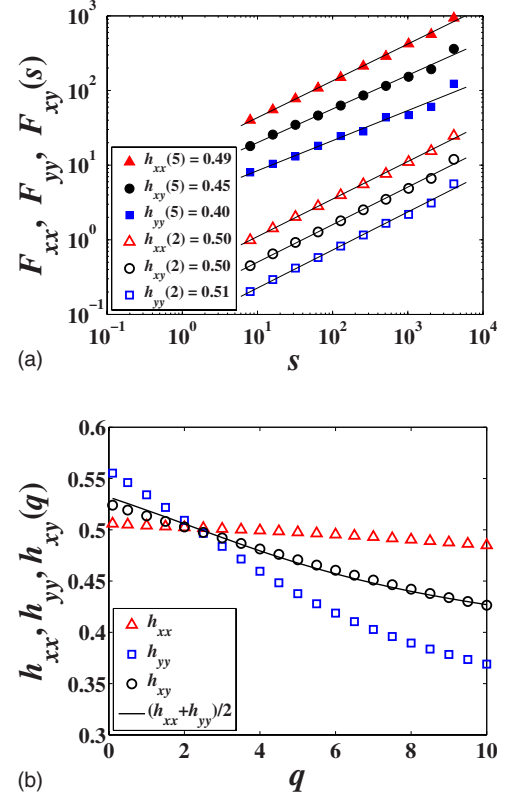 (a)
F_xx, F_yy, F_xy(s)
10^3
10^2
10^1
10^0
10^-1
h_xx(5) = 0.49
h_xy(5) = 0.45
h_yy(5) = 0.40
h_xx(2) = 0.50
h_xy(2) = 0.50
h_yy(2) = 0.51
10^-1 10^0 10^1 10^2 10^3 10^4
s
(b)
h_xx, h_yy, h_xy(q)
0.6
0.55
0.5
0.45
0.4
0.35
0.3
h_xx
h_yy
h_xy
(h_xx+h_yy)/2
0 2 4 6 8 10
q